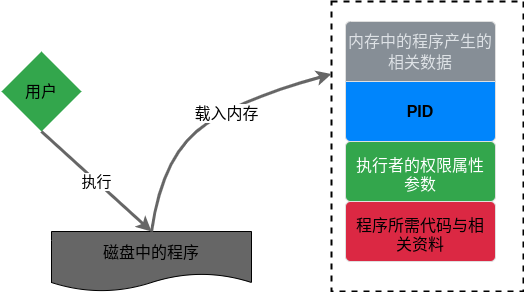 内存中的程序产生的
相关数据
用户
PID
载入内存
执行者的权限属性
参数
执行
程序所需代码与相
关资料
磁盘中的程序